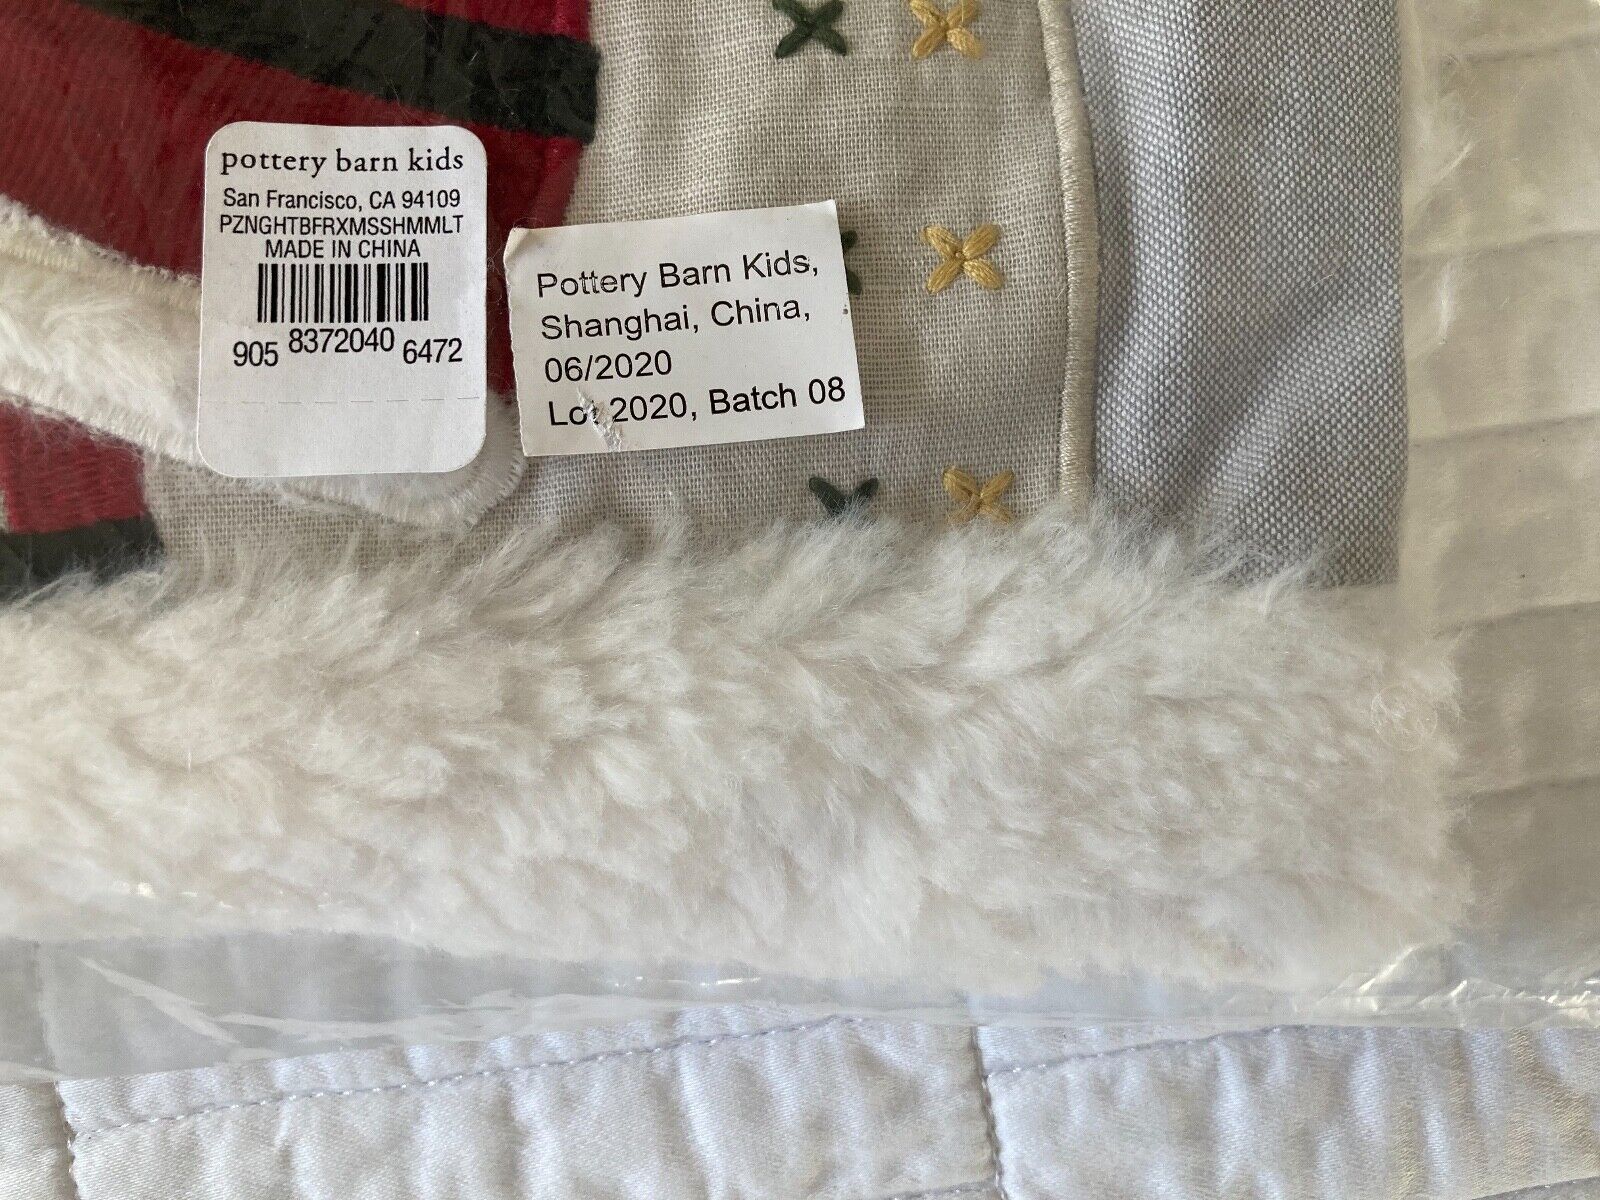 pottery barn kids
San Francisco, CA 94109
PZNGHTBFRXMSSHMMLT
MADE IN CHINA
905 8372040 6472
Pottery Barn Kids,
Shanghai, China,
06/2020
Lot 2020, Batch 08